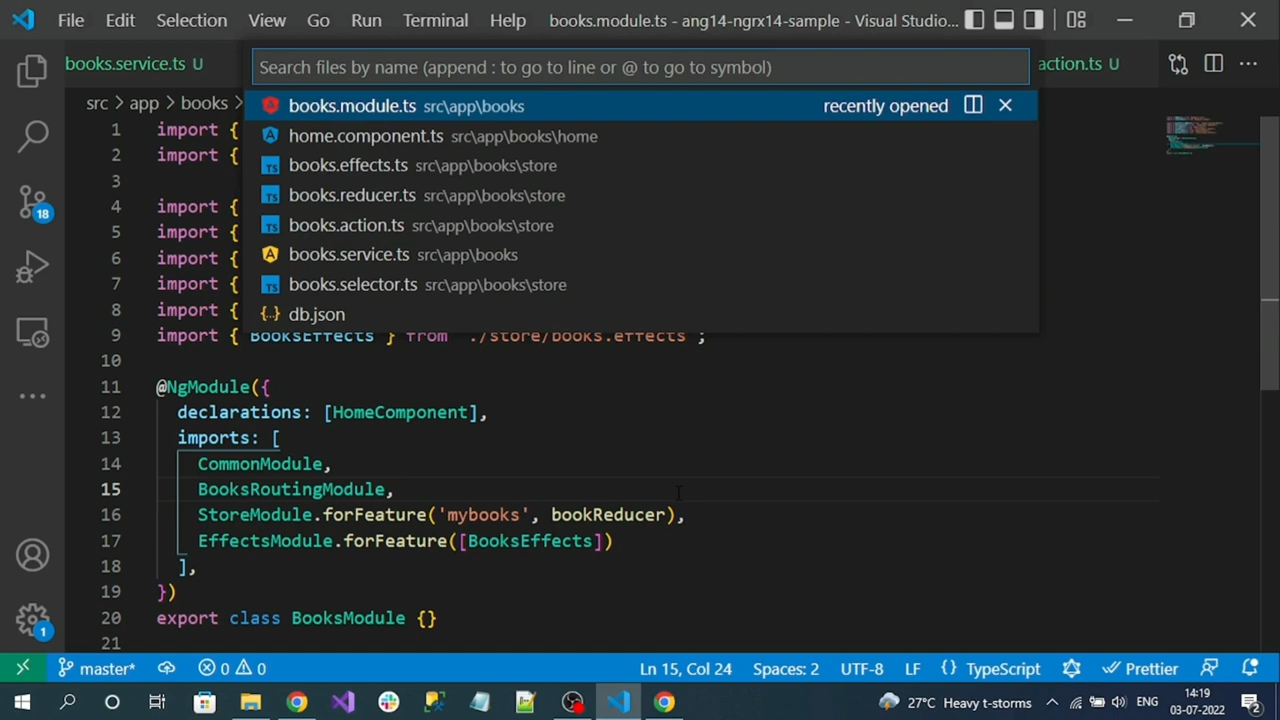 File Edit Selection View Go Run Terminal Help books.module.ts - ang14-ngrx14-sample - Visual Studio...
books.service.ts U
action.ts U
Search files by name (append : to go to line or @ to go to symbol)
src > app > books >
books.module.ts src\app\books recently opened
home.component.ts src\app\books\home
books.effects.ts src\app\books\store
books.reducer.ts src\app\books\store
books.action.ts src\app\books\store
books.service.ts src\app\books
books.selector.ts src\app\books\store
{..} db.json
1 import {
2 import {
3
4 import {
5 import {
6 import {
7 import {
8 import {
9 import { BooksEffects } from './store/books.effects';
10
11 @NgModule({
12 declarations: [HomeComponent],
13 imports: [
14 CommonModule,
15 BooksRoutingModule,
16 StoreModule.forFeature('mybooks', bookReducer),
17 EffectsModule.forFeature([BooksEffects])
18 ],
19 })
20 export class BooksModule {}
21
18
1
master* 0 0 Ln 15, Col 24 Spaces: 2 UTF-8 LF {} TypeScript Prettier
27°C Heavy t-storms ENG 14:19
03-07-2022 2